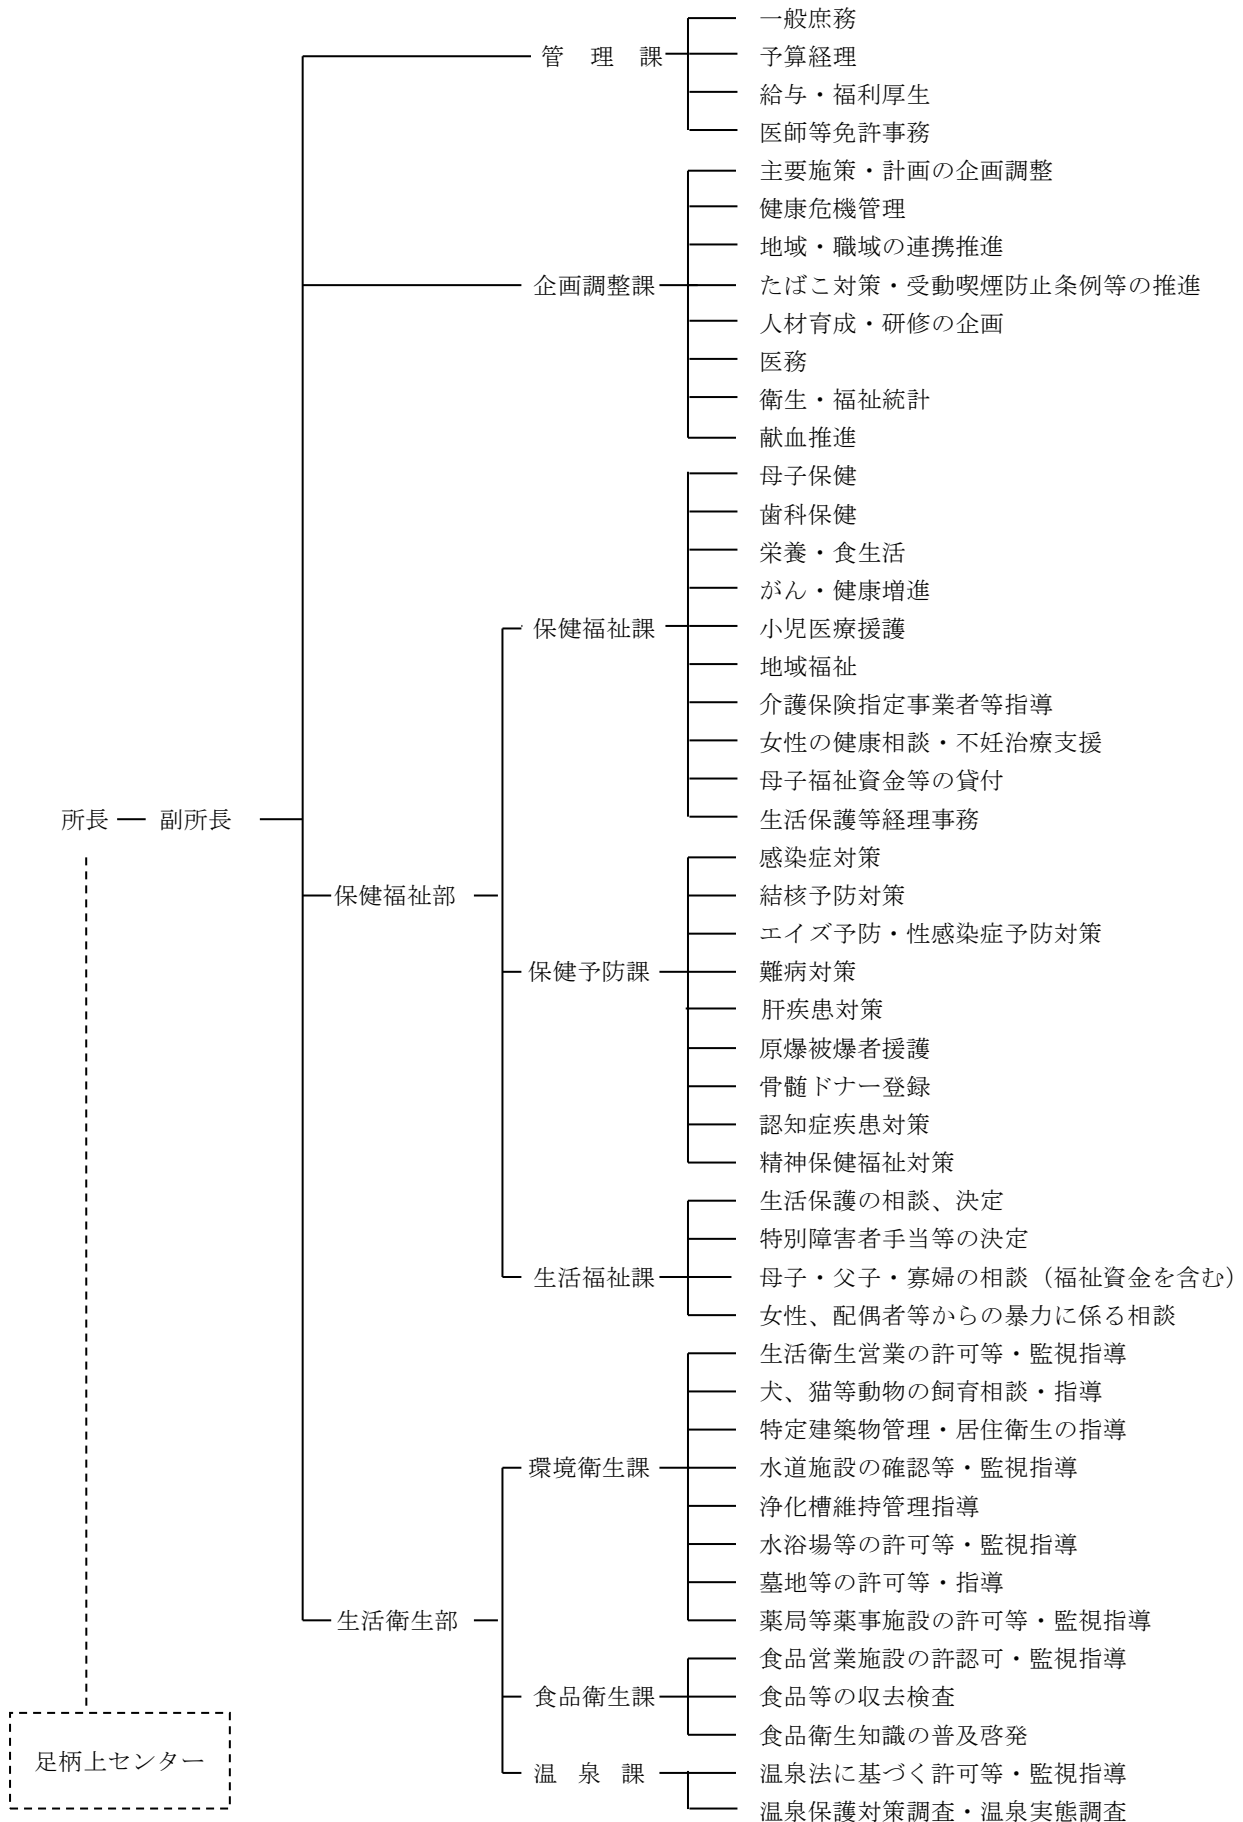 一般庶務
管　理　課
予算経理
給与・福利厚生
医師等免許事務
主要施策・計画の企画調整
健康危機管理
地域・職域の連携推進
企画調整課
たばこ対策・受動喫煙防止条例等の推進
人材育成・研修の企画
医務
衛生・福祉統計
献血推進
母子保健
歯科保健
栄養・食生活
がん・健康増進
保健福祉課
小児医療援護
地域福祉
介護保険指定事業者等指導
女性の健康相談・不妊治療支援
母子福祉資金等の貸付
所長
副所長
生活保護等経理事務
感染症対策
保健福祉部
結核予防対策
エイズ予防・性感染症予防対策
保健予防課
難病対策
肝疾患対策
原爆被爆者援護
骨髄ドナー登録
認知症疾患対策
精神保健福祉対策
生活保護の相談、決定
特別障害者手当等の決定
生活福祉課
母子・父子・寡婦の相談（福祉資金を含む）
女性、配偶者等からの暴力に係る相談
生活衛生営業の許可等・監視指導
犬、猫等動物の飼育相談・指導
特定建築物管理・居住衛生の指導
環境衛生課
水道施設の確認等・監視指導
浄化槽維持管理指導
水浴場等の許可等・監視指導
墓地等の許可等・指導
生活衛生部
薬局等薬事施設の許可等・監視指導
食品営業施設の許認可・監視指導
食品衛生課
食品等の収去検査
食品衛生知識の普及啓発
足柄上センター
温　泉　課
温泉法に基づく許可等・監視指導
温泉保護対策調査・温泉実態調査